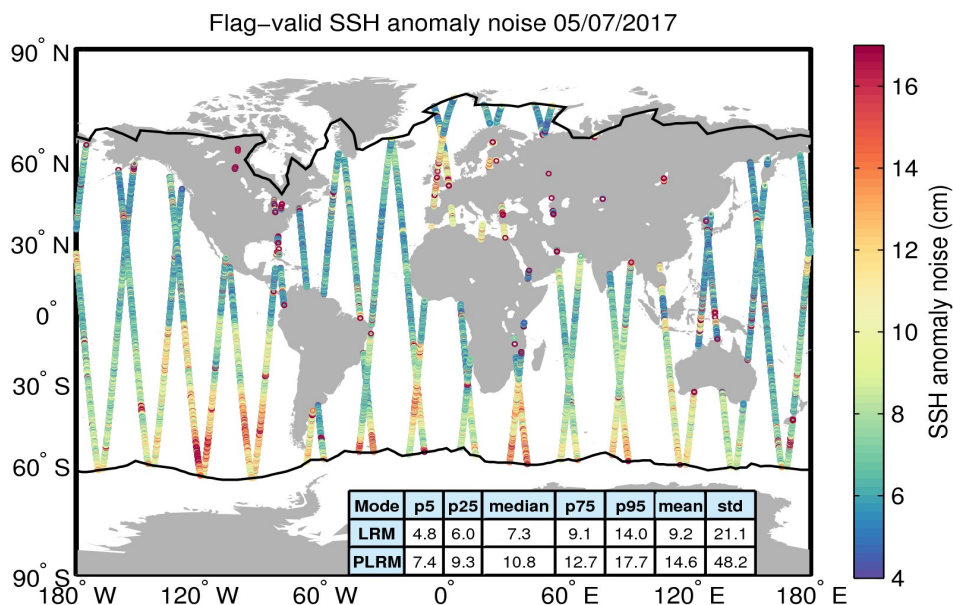 Flag−valid SSH anomaly noise 05/07/2017
90° N
60° N
30° N
0°
30° S
60° S
90° S
180° W
120° W
60° W
0°
60° E
120° E
180° E
16
14
12
10
8
6
4
SSH anomaly noise (cm)
Mode p5 p25 median p75 p95 mean std
LRM 4.8 6.0 7.3 9.1 14.0 9.2 21.1
PLRM 7.4 9.3 10.8 12.7 17.7 14.6 48.2